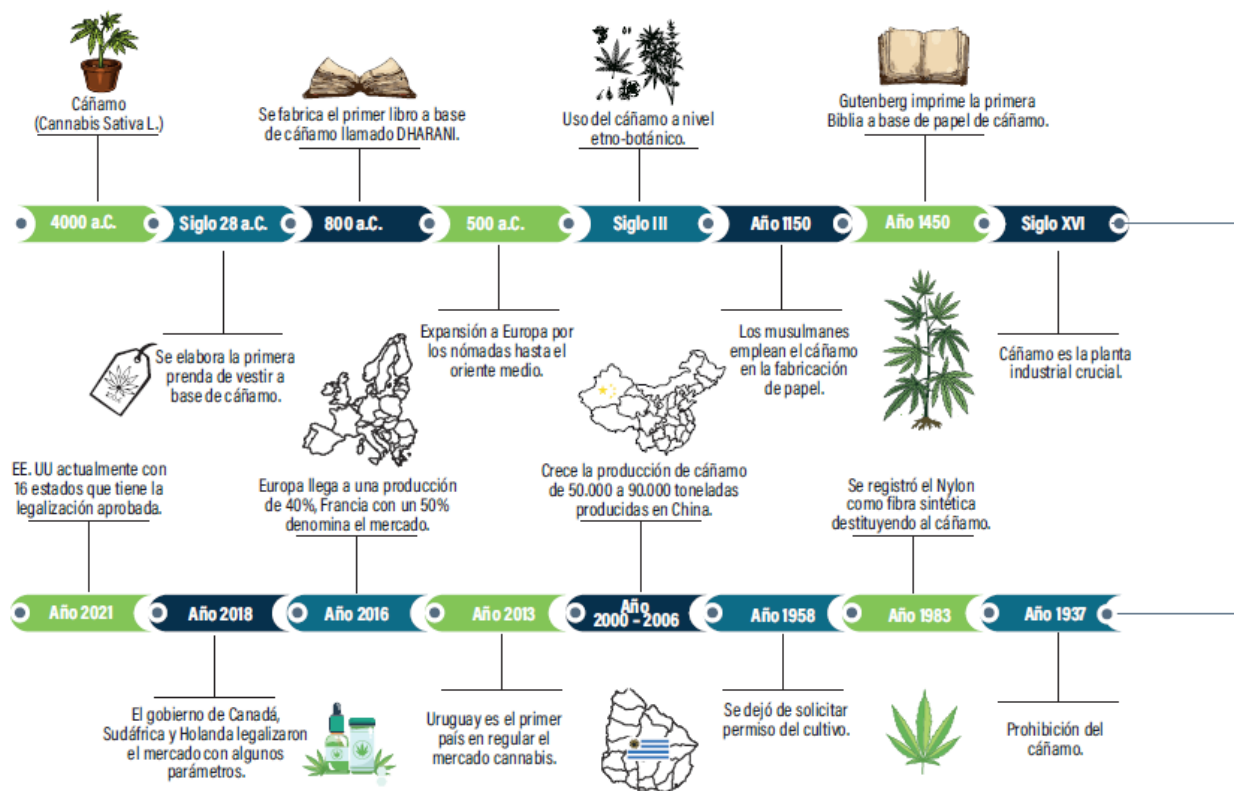 Cáñamo
(Cannabis Sativa L.)
Se fabrica el primer libro a base
de cáñamo llamado DHARANI.
Uso del cáñamo a nivel
etno-botánico.
Gutenberg imprime la primera
Biblia a base de papel de cáñamo.
4000 a.C.
Siglo 28 a.C.
800 a.C.
500 a.C.
Siglo III
Año 1150
Año 1450
Siglo XVI
Se elabora la primera
prenda de vestir a
base de cáñamo.
Expansión a Europa por
los nómadas hasta el
oriente medio.
Los musulmanes
emplean el cáñamo
en la fabricación
de papel.
Cáñamo es la planta
industrial crucial.
EE. UU actualmente con
16 estados que tiene la
legalización aprobada.
Europa llega a una producción
de 40%, Francia con un 50%
denomina el mercado.
Crece la producción de cáñamo
de 50.000 a 90.000 toneladas
producidas en China.
Se registró el Nylon
como fibra sintética
destituyendo al cáñamo.
Año 2021
Año 2018
Año 2016
Año 2013
Año
2000 – 2006
Año 1958
Año 1983
Año 1937
El gobierno de Canadá,
Sudáfrica y Holanda legalizaron
el mercado con algunos
parámetros.
Uruguay es el primer
país en regular el
mercado cannabis.
Se dejó de solicitar
permiso del cultivo.
Prohibición del
cáñamo.